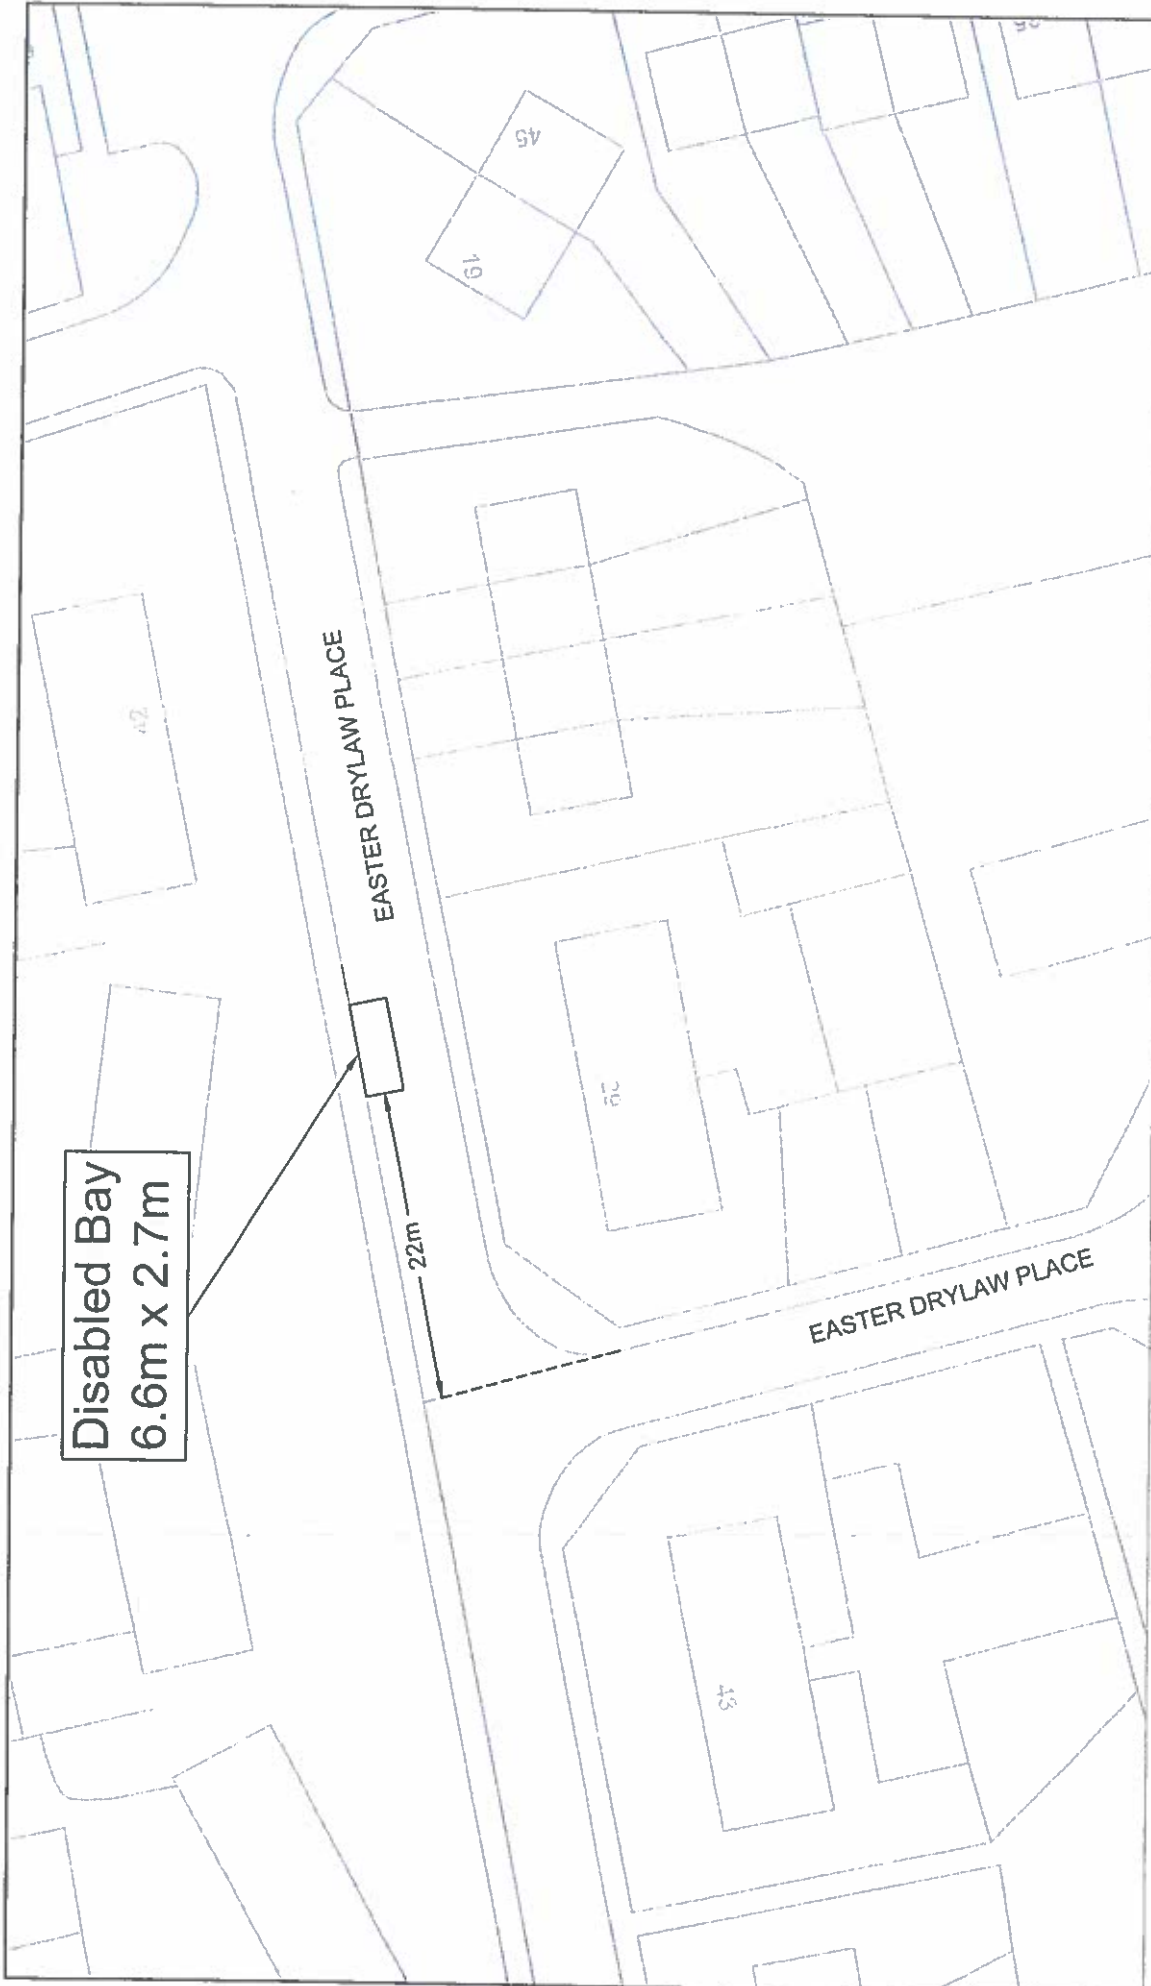 Disabled Bay
6.6m x 2.7m
22m
EASTER DRYLAW PLACE
EASTER DRYLAW PLACE
42
45
19
43